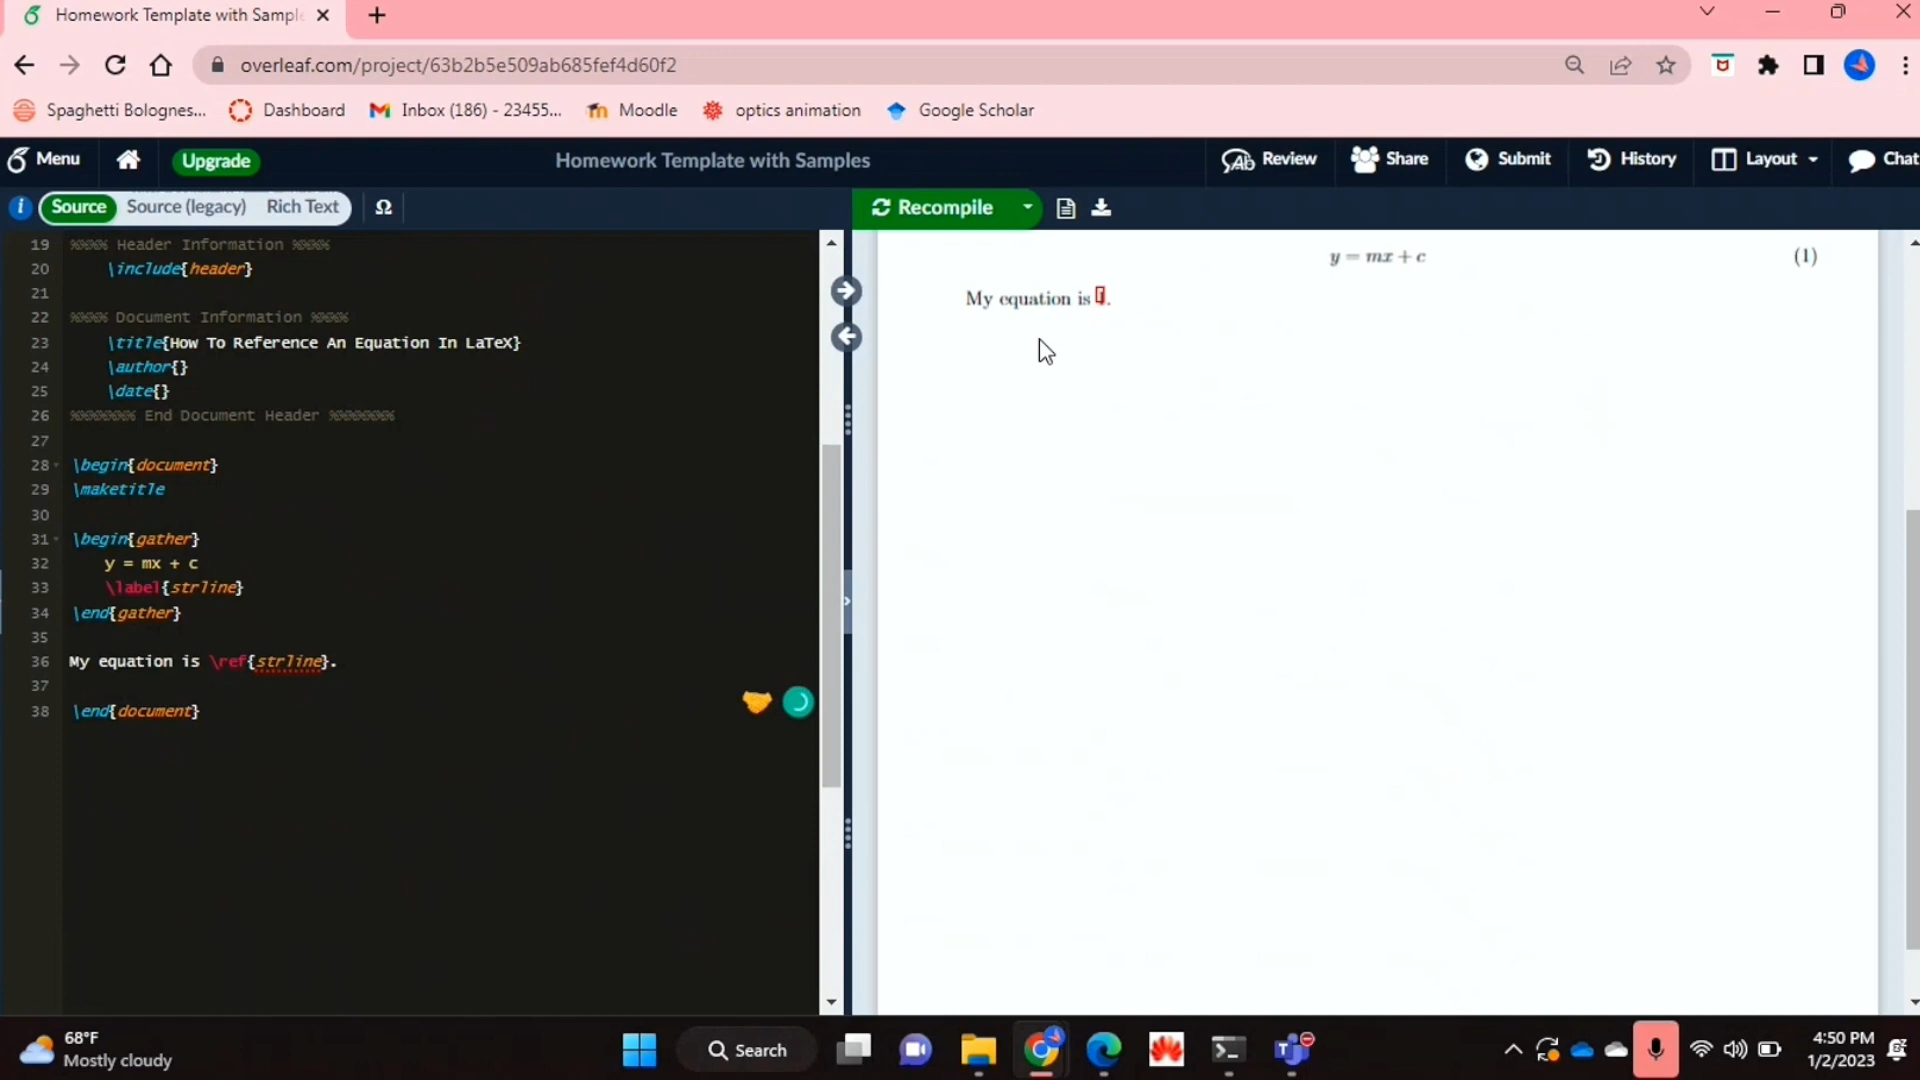 Homework Template with Sampl
overleaf.com/project/63b2b5e509ab685fef4d60f2
Spaghetti Bolognes... Dashboard Inbox (186) - 23455... Moodle optics animation Google Scholar
Menu Upgrade Homework Template with Samples Review Share Submit History Layout Chat
Source Source (legacy) Rich Text Ω Recompile
19 %%%% Header Information %%%%
20 \include{header}
21
22 %%%% Document Information %%%%
23 \title{How To Reference An Equation In LaTeX}
24 \author{}
25 \date{}
26 %%%%%%%% End Document Header %%%%%%%%
27
28 \begin{document}
29 \maketitle
30
31 \begin{gather}
32 y = mx + c
33 \label{strline}
34 \end{gather}
35
36 My equation is \ref{strline}.
37
38 \end{document}
y = mx + c (1)
My equation is 1.
68°F
Mostly cloudy
Search
4:50 PM
1/2/2023